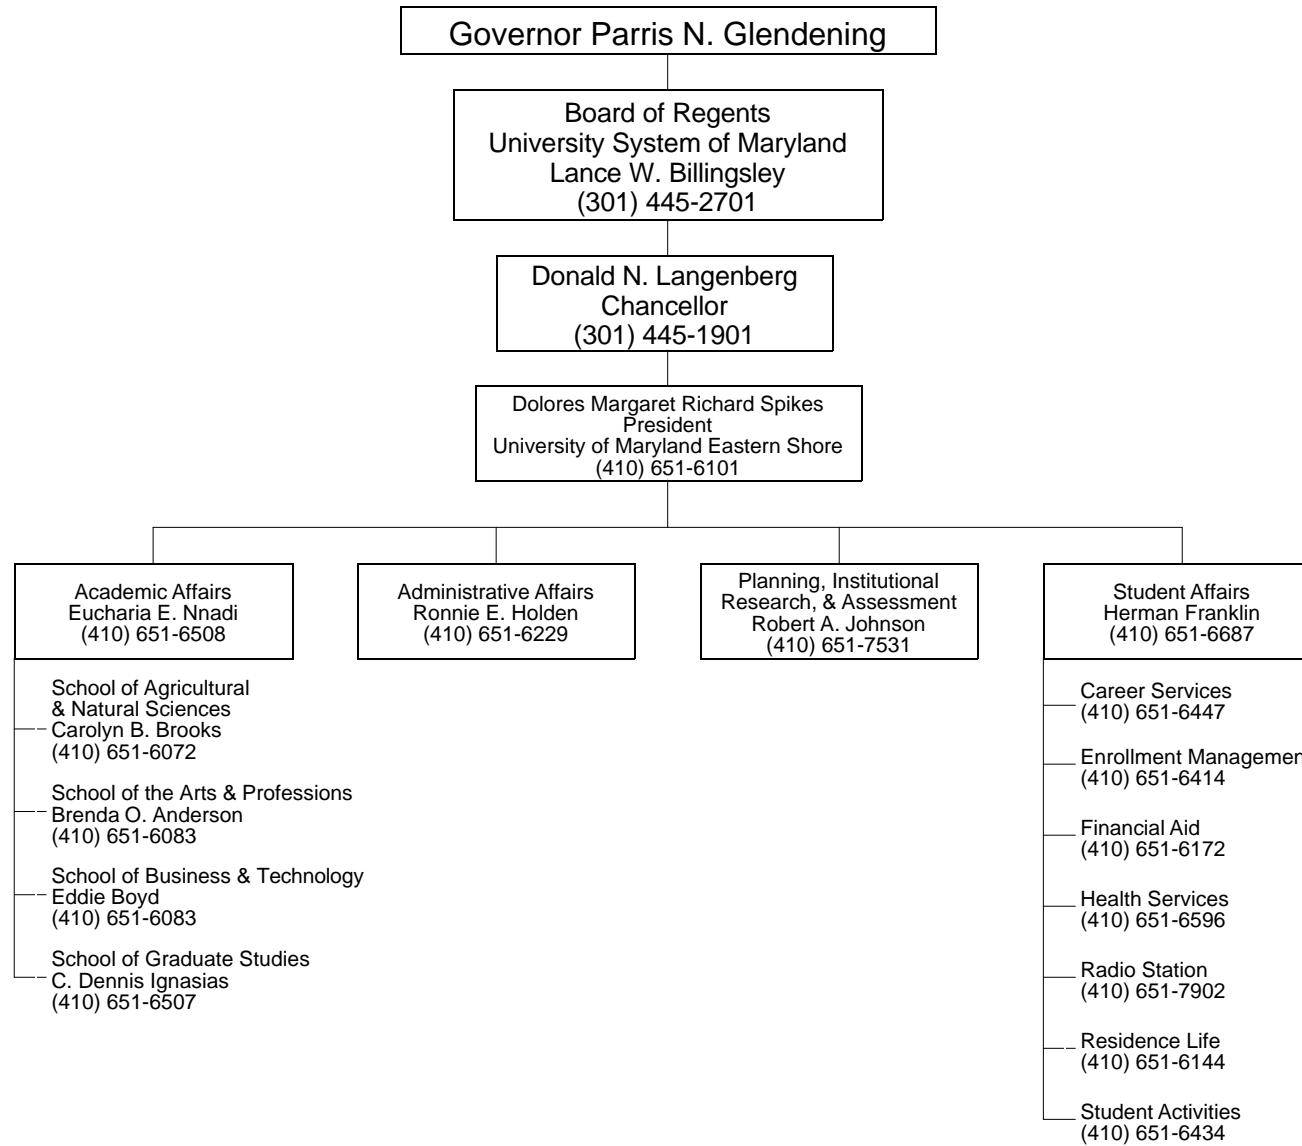 Governor Parris N. Glendening
Board of Regents
University System of Maryland
Lance W. Billingsley
(301) 445-2701
Donald N. Langenberg
Chancellor
(301) 445-1901
Dolores Margaret Richard Spikes
President
University of Maryland Eastern Shore
(410) 651-6101
Academic Affairs
Eucharia E. Nnadi
(410) 651-6508
School of Agricultural
& Natural Sciences
Carolyn B. Brooks
(410) 651-6072
School of the Arts & Professions
Brenda O. Anderson
(410) 651-6083
School of Business & Technology
Eddie Boyd
(410) 651-6083
School of Graduate Studies
C. Dennis Ignasias
(410) 651-6507
Administrative Affairs
Ronnie E. Holden
(410) 651-6229
Planning, Institutional
Research, & Assessment
Robert A. Johnson
(410) 651-7531
Student Affairs
Herman Franklin
(410) 651-6687
Career Services
(410) 651-6447
Enrollment Managemen
(410) 651-6414
Financial Aid
(410) 651-6172
Health Services
(410) 651-6596
Radio Station
(410) 651-7902
Residence Life
(410) 651-6144
Student Activities
(410) 651-6434